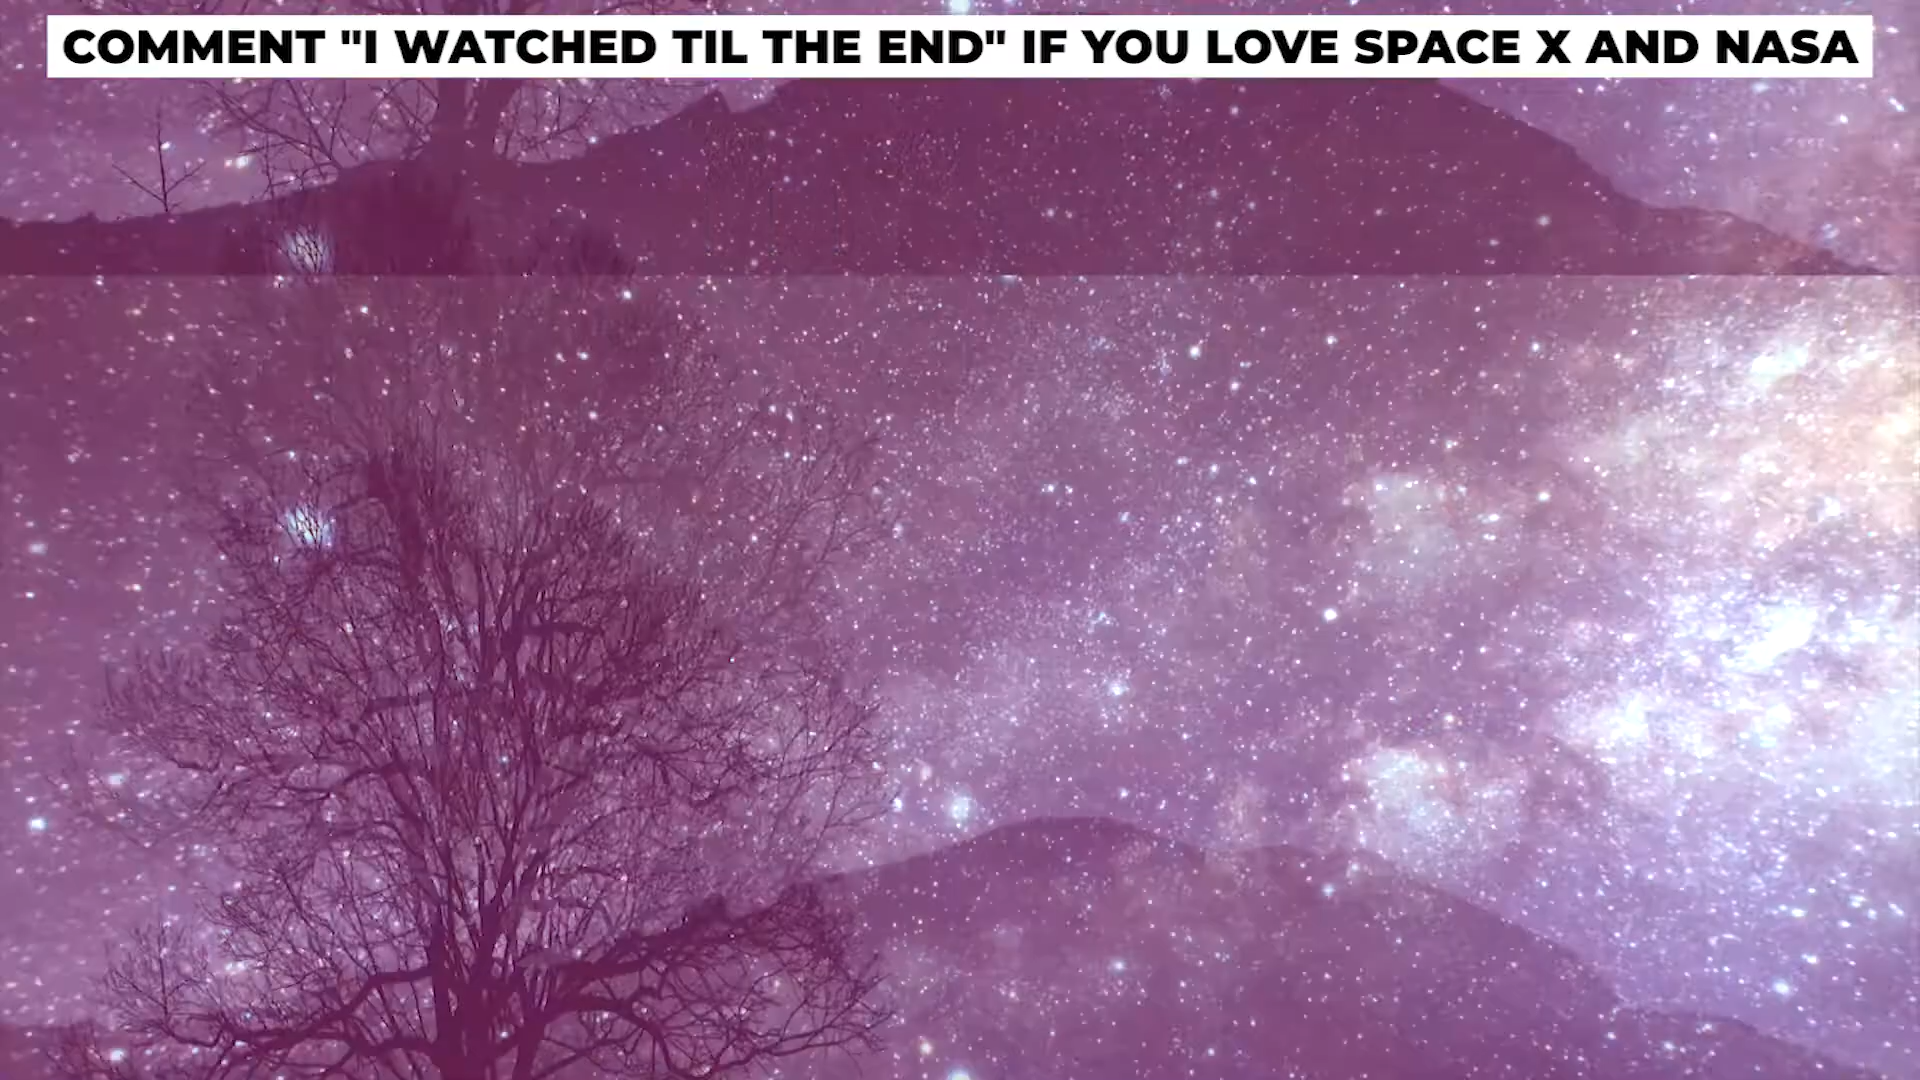 COMMENT "I WATCHED TIL THE END" IF YOU LOVE SPACE X AND NASA